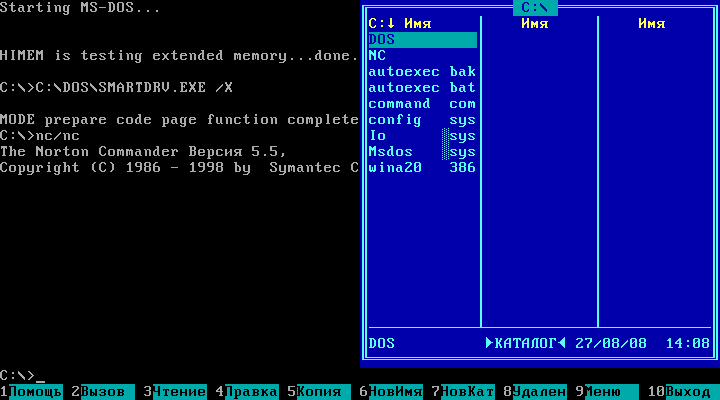 Starting MS-DOS...
HIMEM is testing extended memory...done.
C:\>C:\DOS\SMARTDRV.EXE /X
MODE prepare code page function complete
C:\>nc/nc
The Norton Commander Версия 5.5,
Copyright (C) 1986 - 1998 by  Symantec C
C:\
C:↓ Имя Имя Имя
DOS
NC
autoexec bak
autoexec bat
command  com
config   sys
Io       sys
Msdos    sys
wina20   386
DOS ►КАТАЛОГ◄ 27/08/08  14:08
C:\>_
1Помощь 2Вызов 3Чтение 4Правка 5Копия 6НовИмя 7НовКат 8Удален 9Меню 10Выход